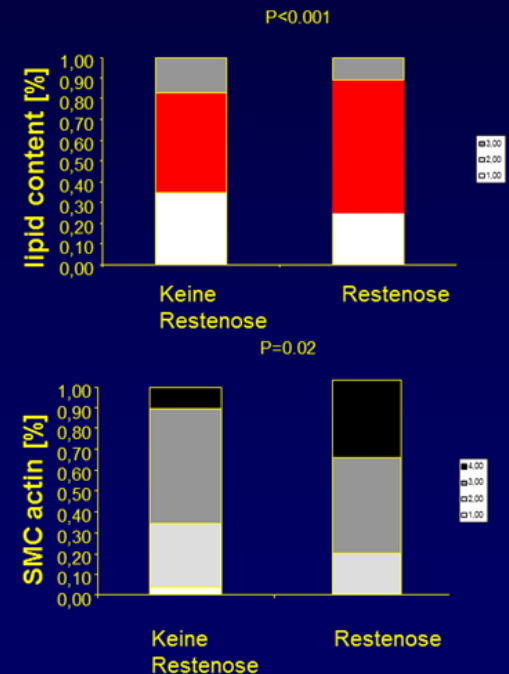 P<0.001
lipid content [%]
1,00
0,90
0,80
0,70
0,60
0,50
0,40
0,30
0,20
0,10
0,00
3,00
2,00
1,00
Keine
Restenose
Restenose
P=0.02
SMC actin [%]
1,00
0,90
0,80
0,70
0,60
0,50
0,40
0,30
0,20
0,10
0,00
4,00
3,00
2,00
1,00
Keine
Restenose
Restenose